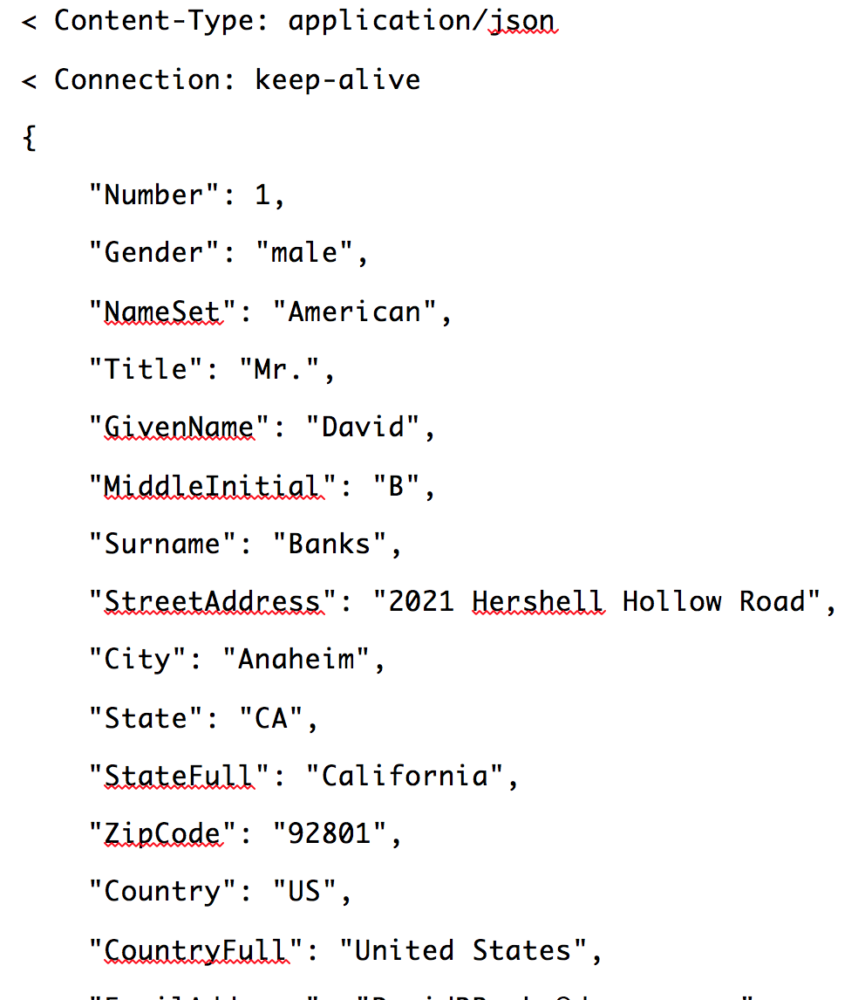 < Content-Type: application/json
< Connection: keep-alive
{
"Number": 1,
"Gender": "male",
"NameSet": "American",
"Title": "Mr.",
"GivenName": "David",
"MiddleInitial": "B",
"Surname": "Banks",
"StreetAddress": "2021 Hershell Hollow Road",
"City": "Anaheim",
"State": "CA",
"StateFull": "California",
"ZipCode": "92801",
"Country": "US",
"CountryFull": "United States",